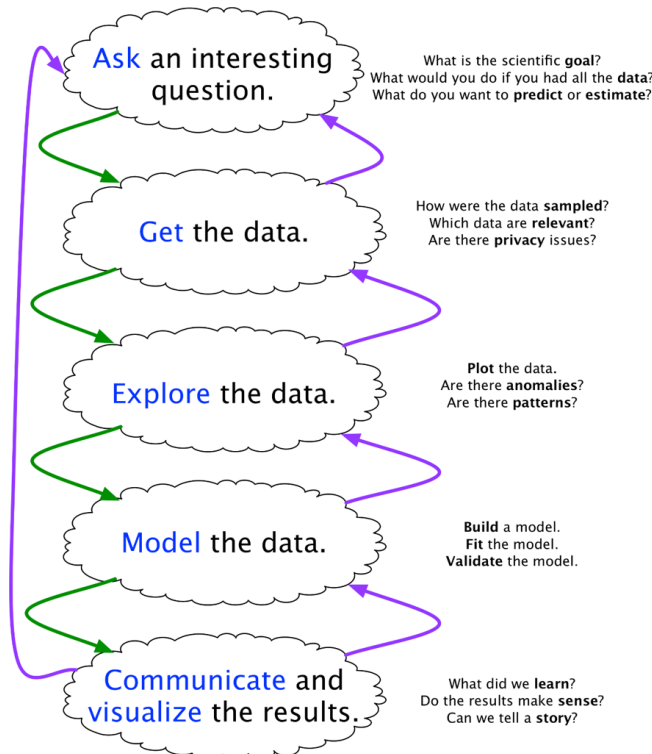 Ask an interesting
question.
What is the scientific goal?
What would you do if you had all the data?
What do you want to predict or estimate?
Get the data.
How were the data sampled?
Which data are relevant?
Are there privacy issues?
Explore the data.
Plot the data.
Are there anomalies?
Are there patterns?
Model the data.
Build a model.
Fit the model.
Validate the model.
Communicate and
visualize the results.
What did we learn?
Do the results make sense?
Can we tell a story?